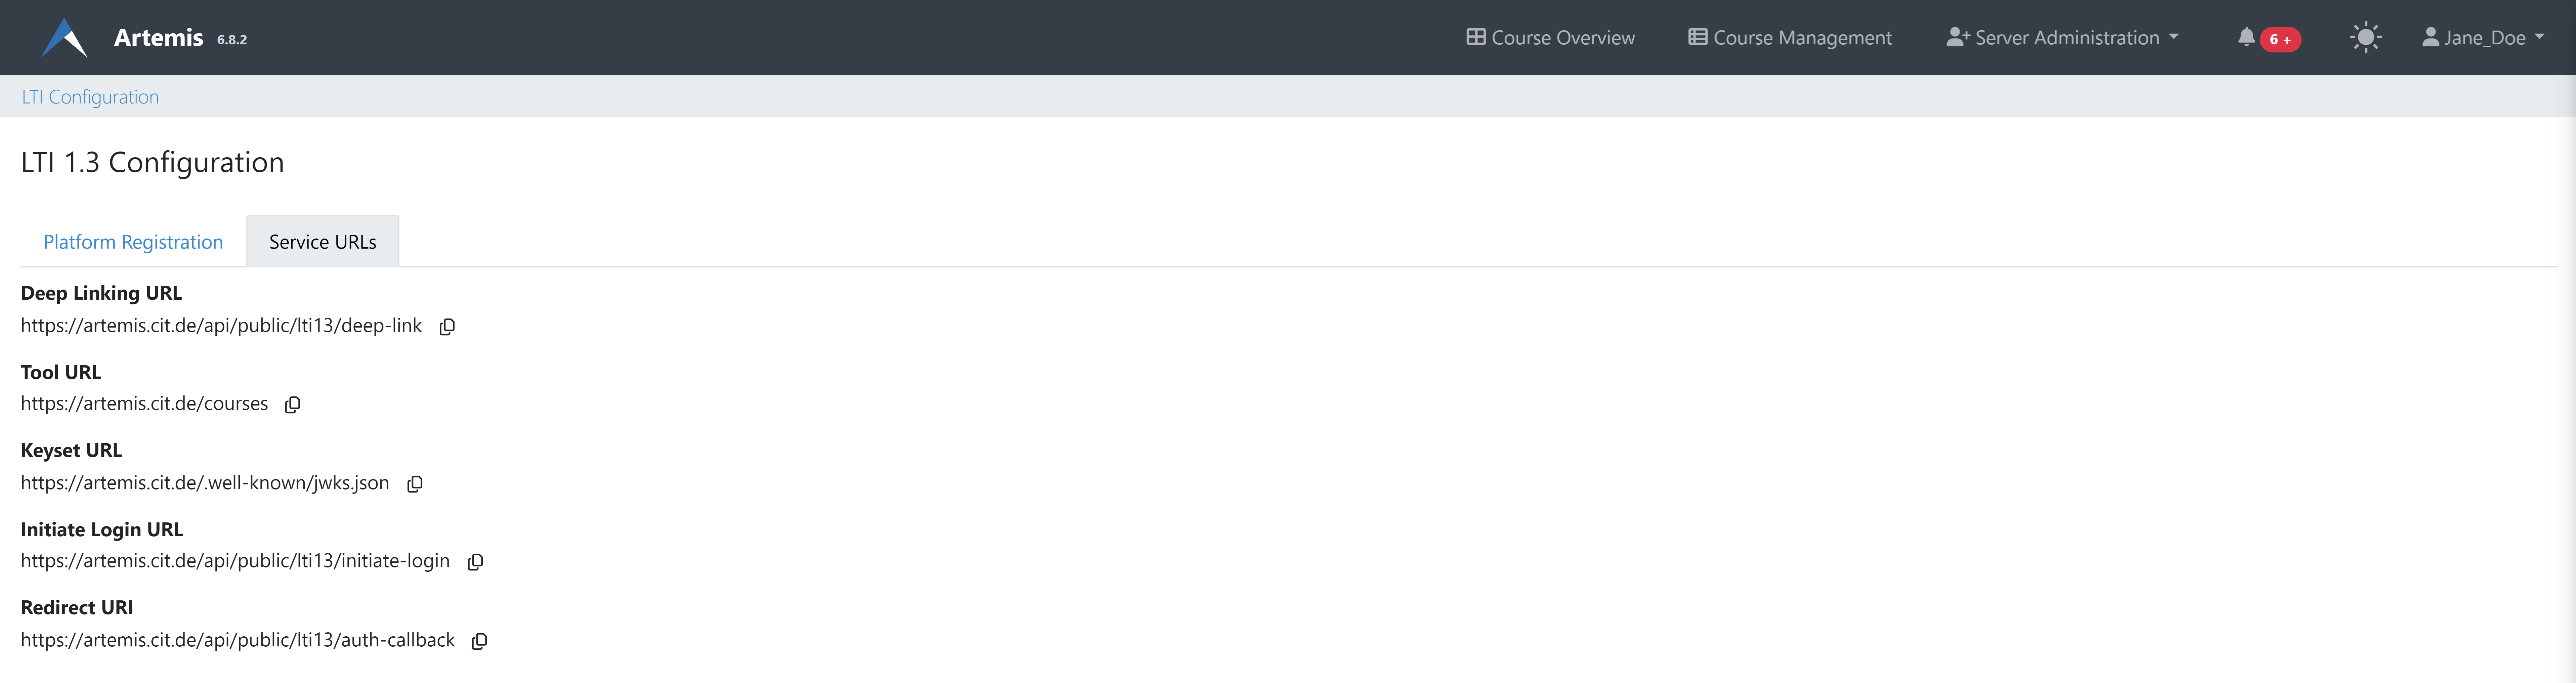 Artemis 6.8.2 Course Overview Course Management Server Administration 6 + Jane_Doe
LTI Configuration
LTI 1.3 Configuration
Platform Registration Service URLs
Deep Linking URL
https://artemis.cit.de/api/public/lti13/deep-link
Tool URL
https://artemis.cit.de/courses
Keyset URL
https://artemis.cit.de/.well-known/jwks.json
Initiate Login URL
https://artemis.cit.de/api/public/lti13/initiate-login
Redirect URI
https://artemis.cit.de/api/public/lti13/auth-callback